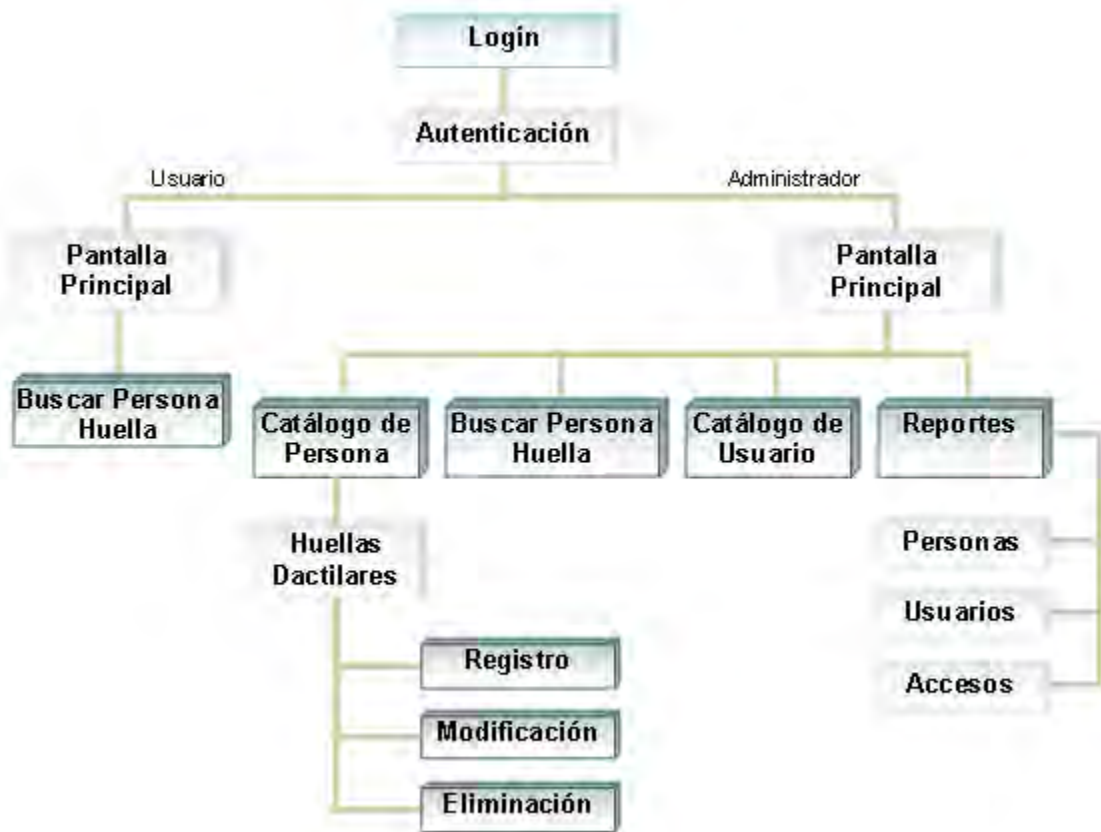 Login
Autenticación
Usuario
Administrador
Pantalla
Principal
Pantalla
Principal
Buscar Persona
Huella
Catálogo de
Persona
Buscar Persona
Huella
Catálogo de
Usuario
Reportes
Huellas
Dactilares
Personas
Usuarios
Accesos
Registro
Modificación
Eliminación